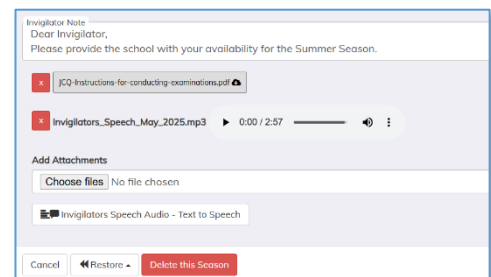 Invigilator Note
Dear Invigilator,
Please provide the school with your availability for the Summer Season.
x JCQ-Instructions-for-conducting-examinations.pdf
x Invigilators_Speech_May_2025.mp3 0:00 / 2:57
Add Attachments
Choose files No file chosen
Invigilators Speech Audio - Text to Speech
Cancel Restore Delete this Season